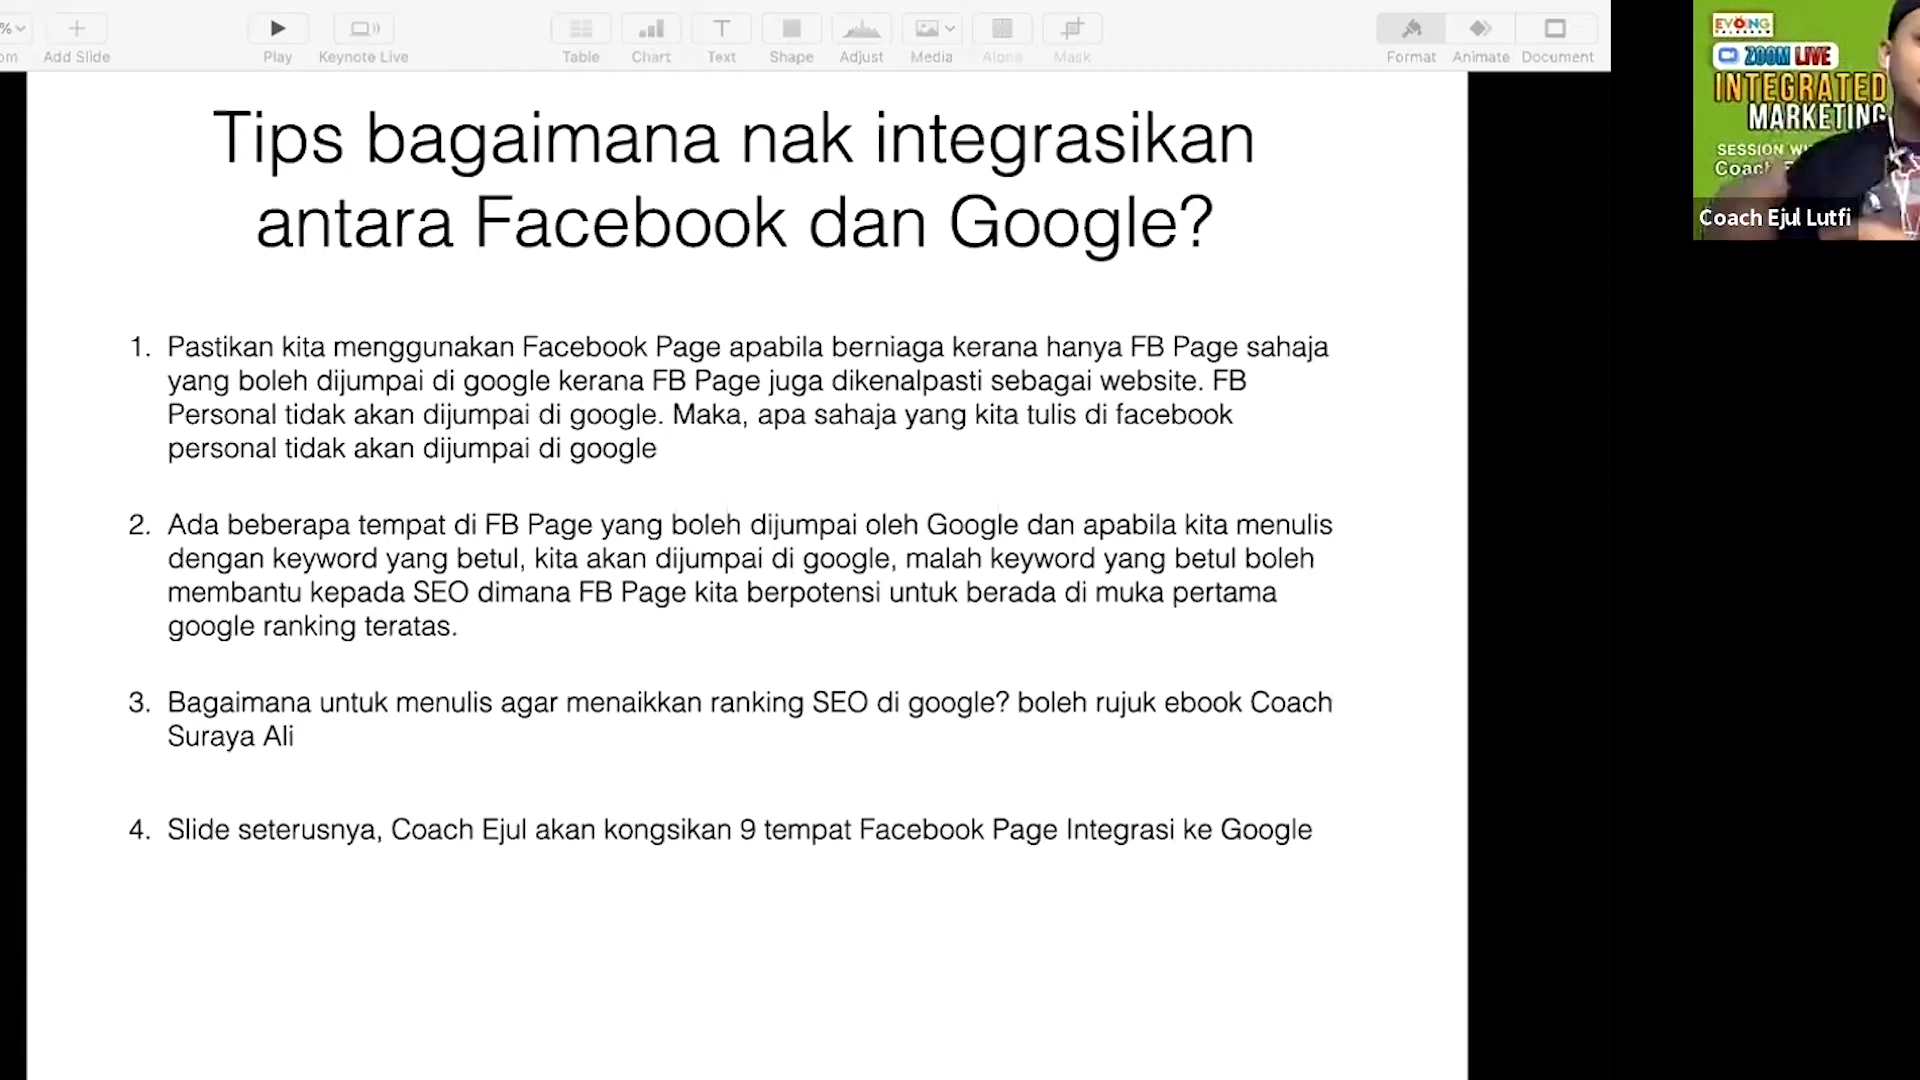 Add Slide
Play
Keynote Live
Table
Chart
Text
Shape
Adjust
Media
Mask
Format
Animate
Document
Tips bagaimana nak integrasikan
antara Facebook dan Google?
1. Pastikan kita menggunakan Facebook Page apabila berniaga kerana hanya FB Page sahaja
yang boleh dijumpai di google kerana FB Page juga dikenalpasti sebagai website. FB
Personal tidak akan dijumpai di google. Maka, apa sahaja yang kita tulis di facebook
personal tidak akan dijumpai di google
2. Ada beberapa tempat di FB Page yang boleh dijumpai oleh Google dan apabila kita menulis
dengan keyword yang betul, kita akan dijumpai di google, malah keyword yang betul boleh
membantu kepada SEO dimana FB Page kita berpotensi untuk berada di muka pertama
google ranking teratas.
3. Bagaimana untuk menulis agar menaikkan ranking SEO di google? boleh rujuk ebook Coach
Suraya Ali
4. Slide seterusnya, Coach Ejul akan kongsikan 9 tempat Facebook Page Integrasi ke Google
ZOOM LIVE
INTEGRATED
MARKETING
SESSION
Coach Ejul Lutfi